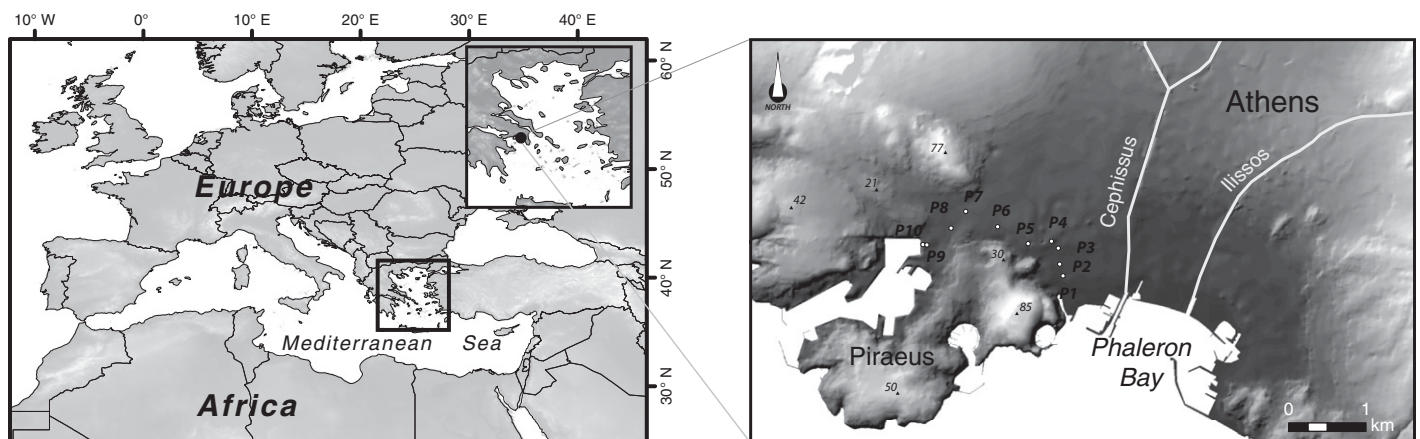 10° W
0°
10° E
20° E
30° E
40° E
60° N
50° N
40° N
30° N
Europe
Mediterranean Sea
Africa
NORTH
Athens
Cephissus
Ilissos
77
21
42
P7
P8
P6
P4
P10
P5
P3
P9
30
P2
P1
85
Piraeus
Phaleron
Bay
50
0 1
km